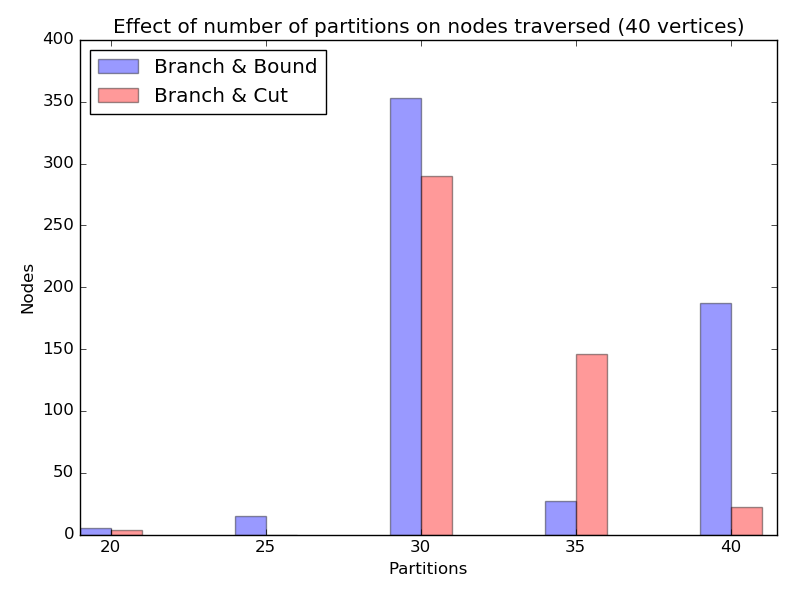 Effect of number of partitions on nodes traversed (40 vertices)
400
350
300
250
200
150
100
50
0
Nodes
Branch & Bound
Branch & Cut
20 25 30 35 40
Partitions